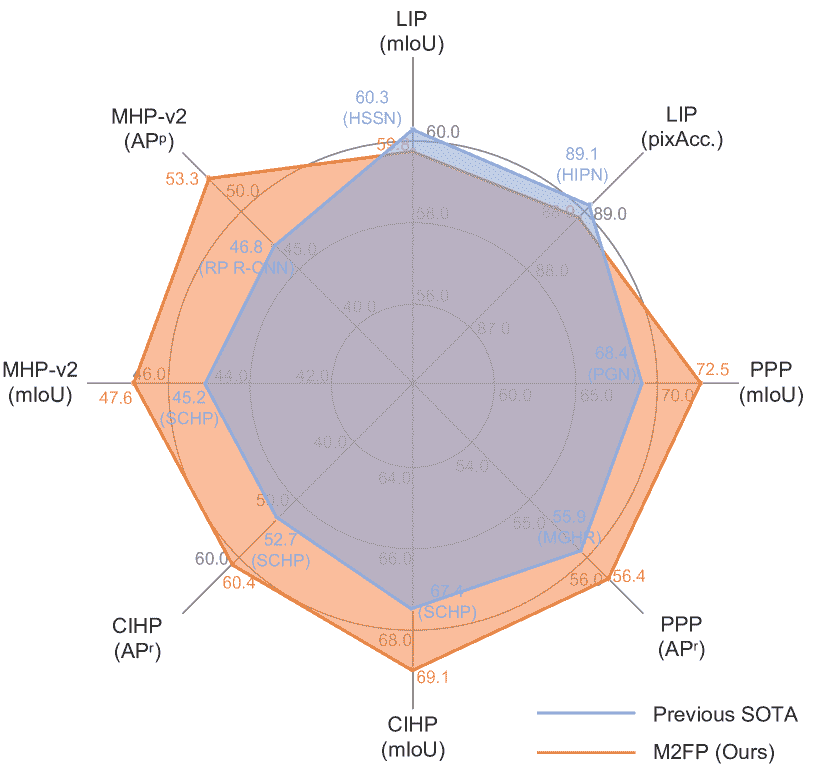 LIP
(mIoU)
60.3
(HSSN)
60.0
59.8
MHP-v2
(APᵖ)
LIP
(pixAcc.)
89.1
(HIPN)
88.9
89.0
53.3
50.0
58.0
46.8
(RP R-CNN)
45.0
88.0
40.0
56.0
87.0
MHP-v2
(mIoU)
46.0
47.6
45.2
(SCHP)
44.0
42.0
60.0
65.0
68.4
(PGN)
70.0
72.5
PPP
(mIoU)
40.0
64.0
54.0
50.0
52.7
(SCHP)
55.0
55.9
(MGHR)
66.0
60.0
60.4
56.0
56.4
67.4
(SCHP)
68.0
69.1
CIHP
(APʳ)
PPP
(APʳ)
CIHP
(mIoU)
Previous SOTA
M2FP (Ours)